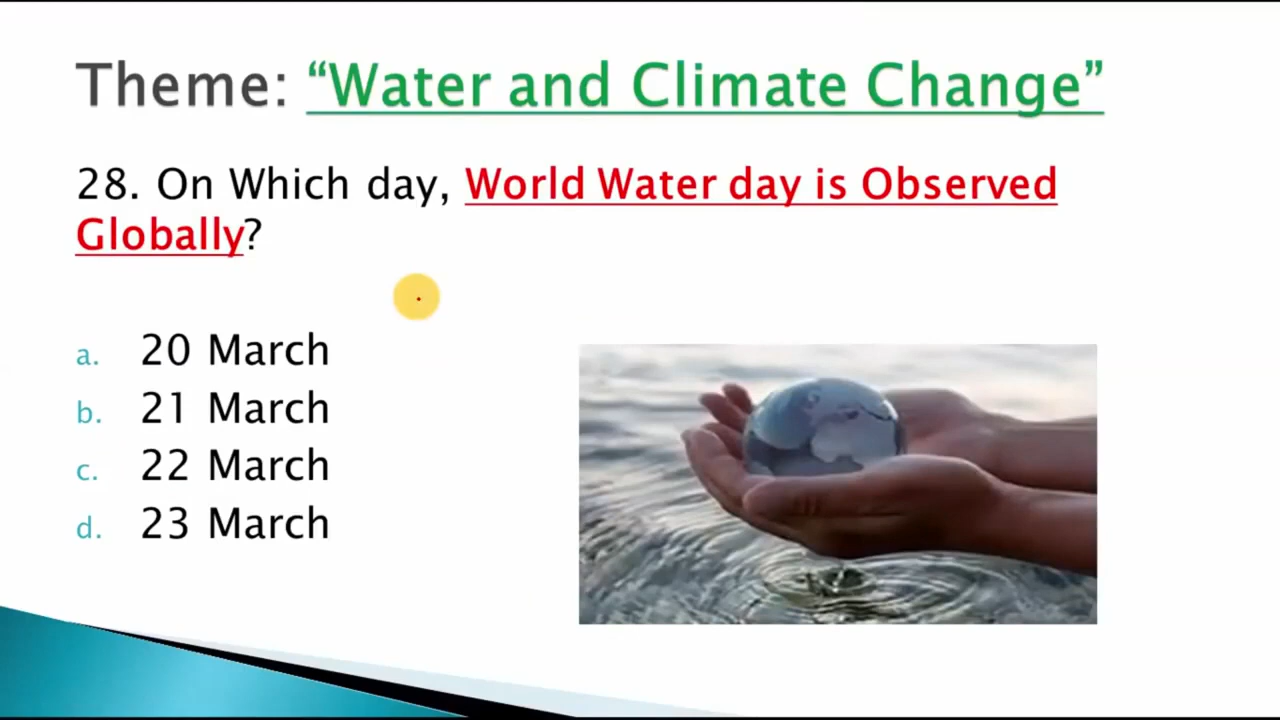 Theme: “Water and Climate Change”
28. On Which day, World Water day is Observed
Globally?
a. 20 March
b. 21 March
c. 22 March
d. 23 March